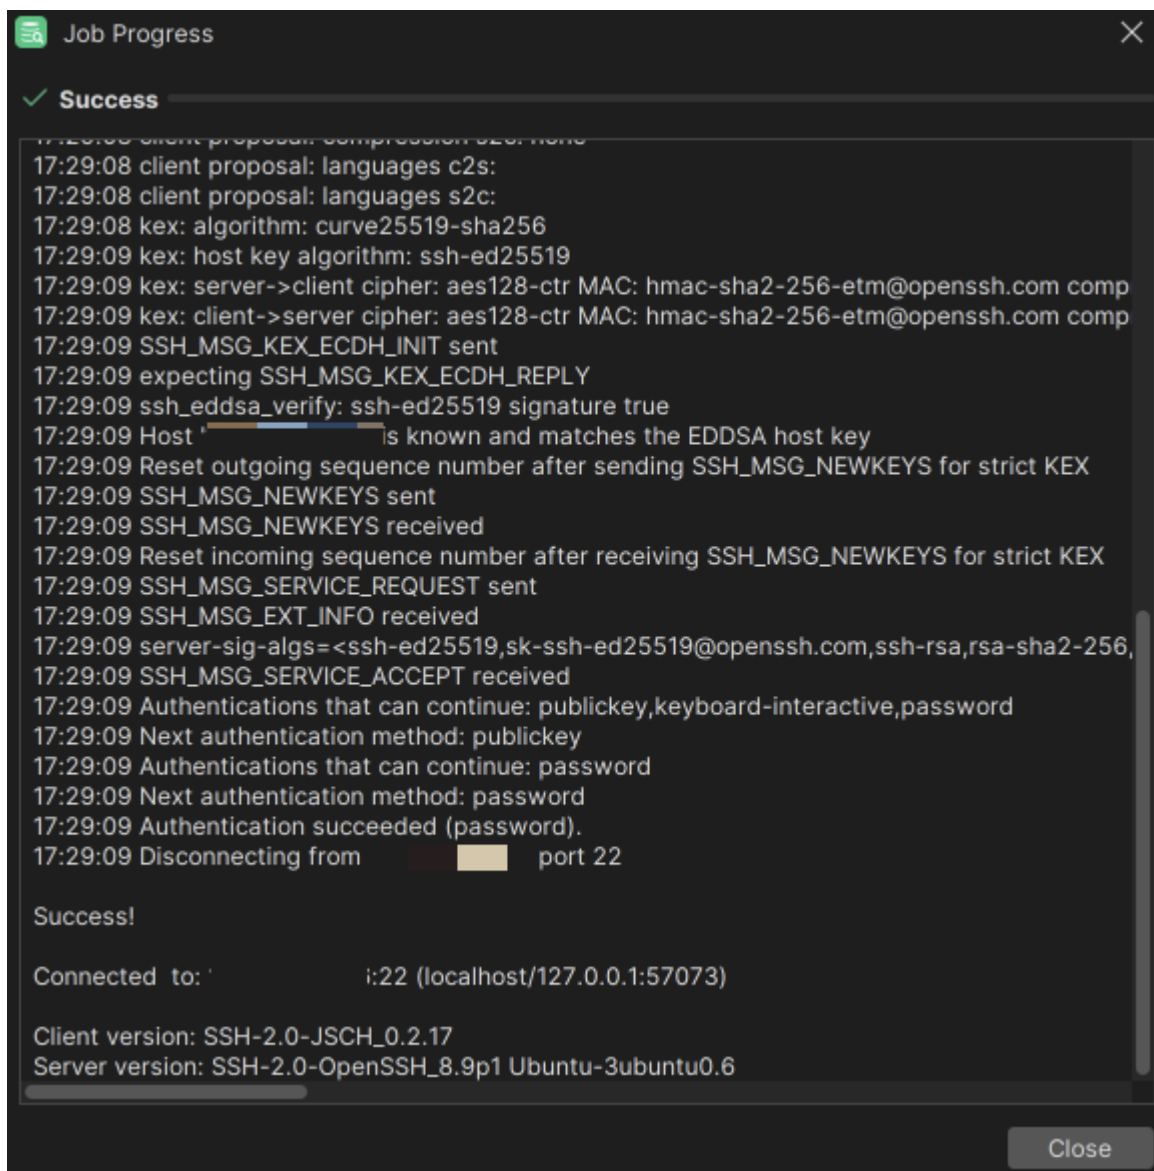 Job Progress
Success
17:29:08 client proposal: compression s2c: none
17:29:08 client proposal: languages c2s:
17:29:08 client proposal: languages s2c:
17:29:08 kex: algorithm: curve25519-sha256
17:29:09 kex: host key algorithm: ssh-ed25519
17:29:09 kex: server->client cipher: aes128-ctr MAC: hmac-sha2-256-etm@openssh.com comp
17:29:09 kex: client->server cipher: aes128-ctr MAC: hmac-sha2-256-etm@openssh.com comp
17:29:09 SSH_MSG_KEX_ECDH_INIT sent
17:29:09 expecting SSH_MSG_KEX_ECDH_REPLY
17:29:09 ssh_eddsa_verify: ssh-ed25519 signature true
17:29:09 Host ' is known and matches the EDDSA host key
17:29:09 Reset outgoing sequence number after sending SSH_MSG_NEWKEYS for strict KEX
17:29:09 SSH_MSG_NEWKEYS sent
17:29:09 SSH_MSG_NEWKEYS received
17:29:09 Reset incoming sequence number after receiving SSH_MSG_NEWKEYS for strict KEX
17:29:09 SSH_MSG_SERVICE_REQUEST sent
17:29:09 SSH_MSG_EXT_INFO received
17:29:09 server-sig-algs=<ssh-ed25519,sk-ssh-ed25519@openssh.com,ssh-rsa,rsa-sha2-256,
17:29:09 SSH_MSG_SERVICE_ACCEPT received
17:29:09 Authentications that can continue: publickey,keyboard-interactive,password
17:29:09 Next authentication method: publickey
17:29:09 Authentications that can continue: password
17:29:09 Next authentication method: password
17:29:09 Authentication succeeded (password).
17:29:09 Disconnecting from port 22
Success!
Connected to: :22 (localhost/127.0.0.1:57073)
Client version: SSH-2.0-JSCH_0.2.17
Server version: SSH-2.0-OpenSSH_8.9p1 Ubuntu-3ubuntu0.6
Close